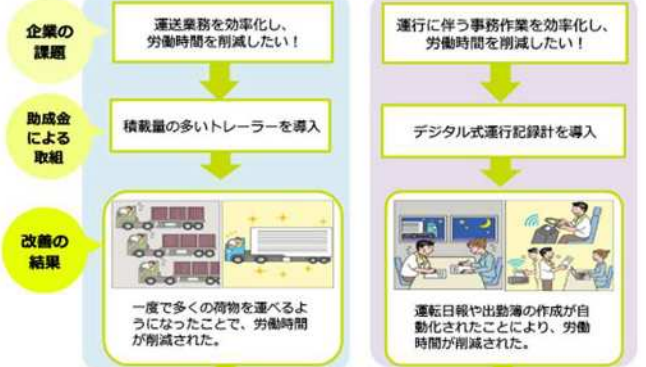 企業の
課題
運送業務を効率化し、
労働時間を削減したい！
運行に伴う事務作業を効率化し、
労働時間を削減したい！
助成金
による
取組
積載量の多いトレーラーを導入
デジタル式運行記録計を導入
改善の
結果
一度で多くの荷物を運べるよ
うになったことで、労働時間
が削減された。
運転日報や出勤簿の作成が自
動化されたことにより、労働
時間が削減された。